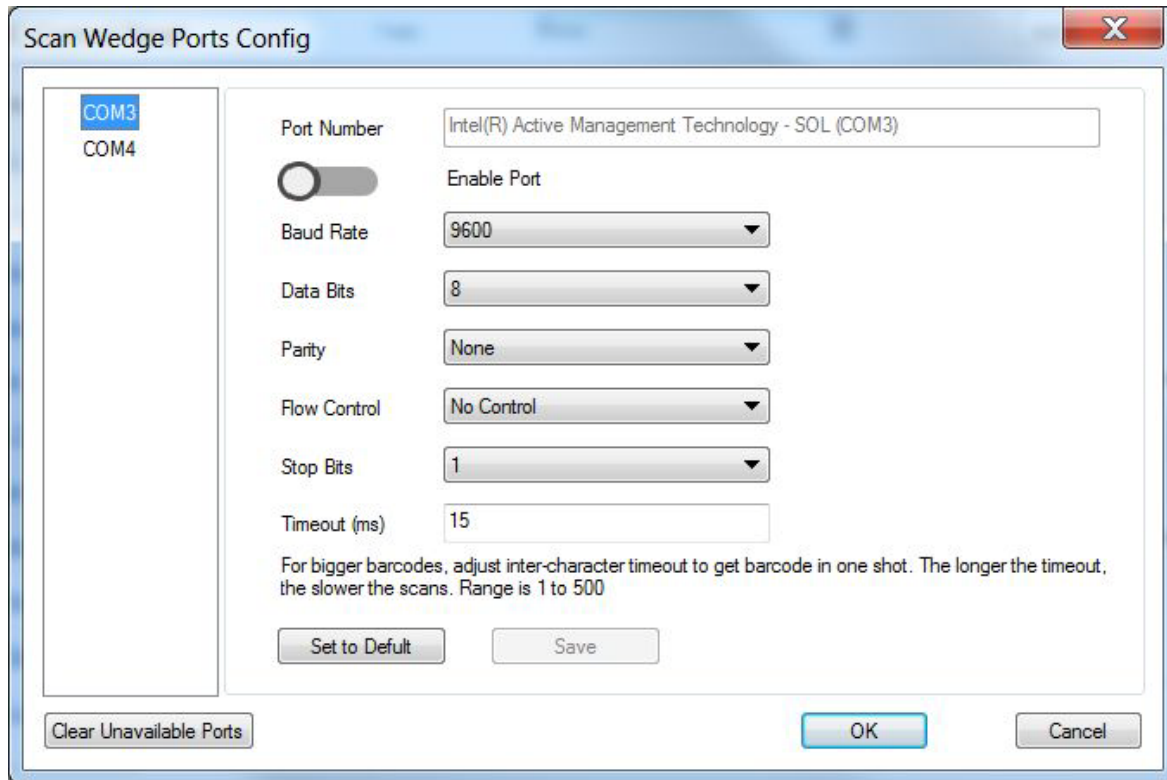 Scan Wedge Ports Config
X
COM3
COM4
Port Number
Intel(R) Active Management Technology - SOL (COM3)
Enable Port
Baud Rate
9600
Data Bits
8
Parity
None
Flow Control
No Control
Stop Bits
1
Timeout (ms)
15
For bigger barcodes, adjust inter-character timeout to get barcode in one shot. The longer the timeout,
the slower the scans. Range is 1 to 500
Set to Defult
Save
Clear Unavailable Ports
OK
Cancel